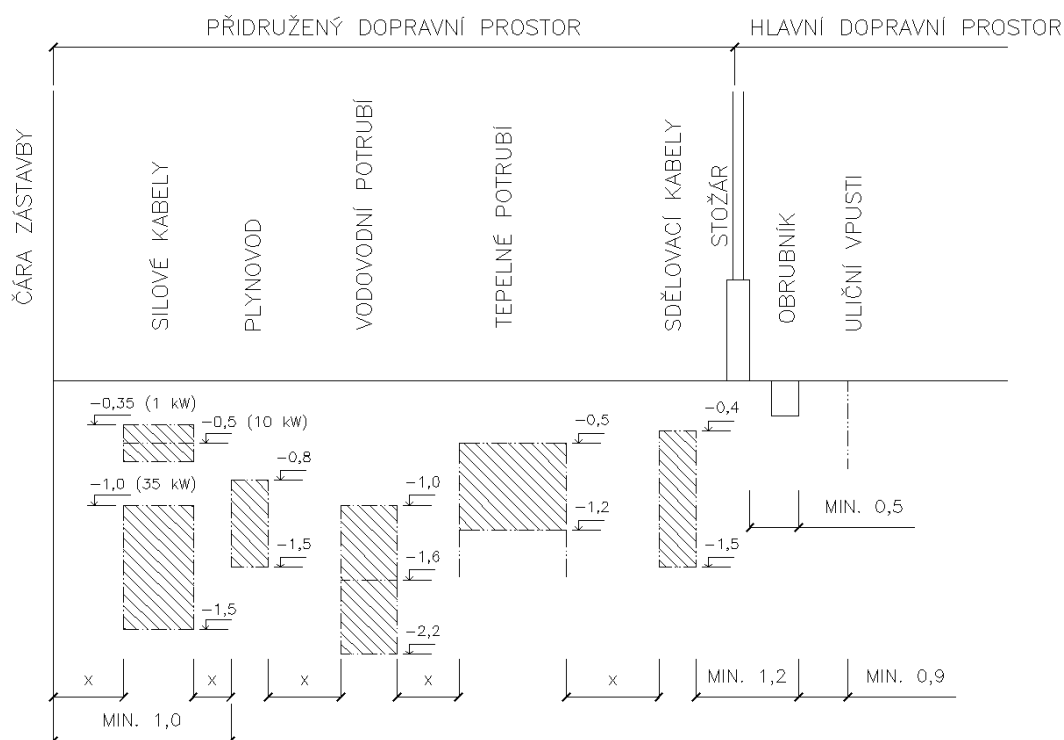 PŘIDRUŽENÝ DOPRAVNÍ PROSTOR
HLAVNÍ DOPRAVNÍ PROSTOR
ČÁRA ZÁSTAVBY
SILOVÉ KABELY
PLYNOVOD
VODOVODNÍ POTRUBÍ
TEPELNÉ POTRUBÍ
SDĚLOVACÍ KABELY
STOŽÁR
OBRUBNÍK
ULIČNÍ VPUSTI
-0,35 (1 kW)
-0,5 (10 kW)
-1,0 (35 kW)
-1,5
-0,8
-1,5
-1,0
-1,6
-2,2
-0,5
-1,2
-0,4
-1,5
MIN. 0,5
x
x
x
x
x
MIN. 1,2
MIN. 0,9
MIN. 1,0